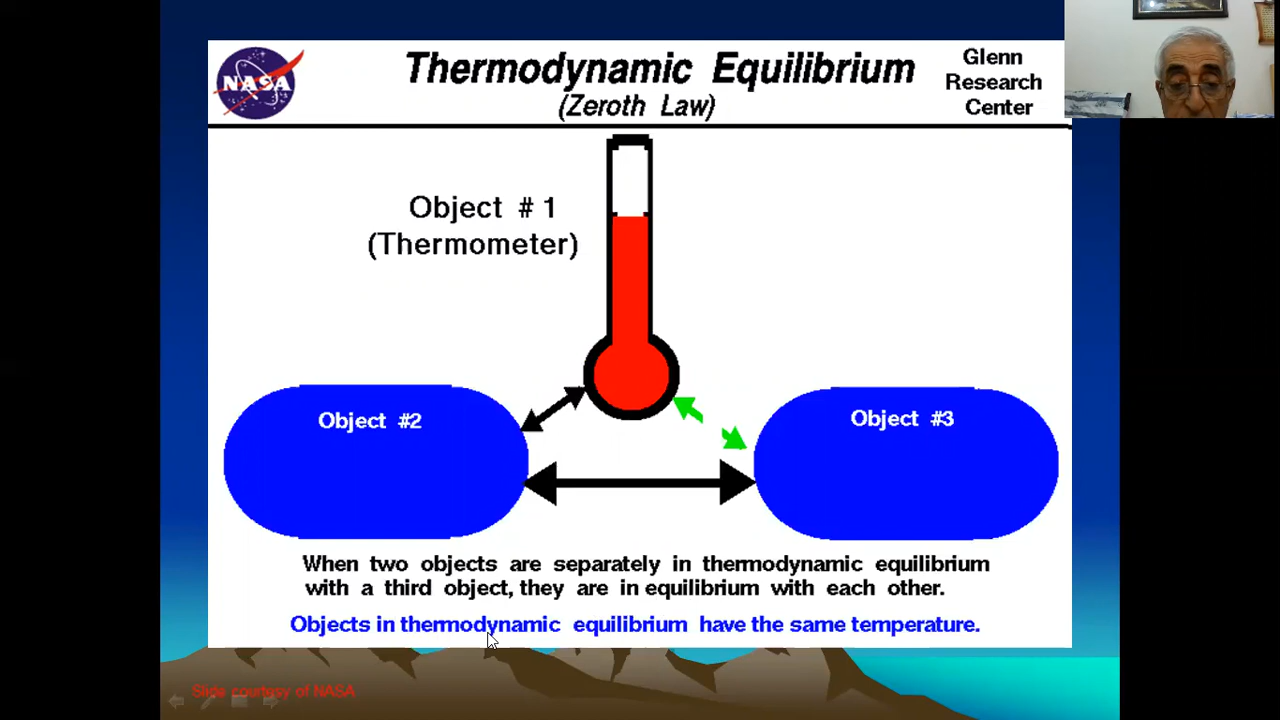 NASA
Thermodynamic Equilibrium
(Zeroth Law)
Glenn
Research
Center
Object # 1
(Thermometer)
Object #2
Object #3
When two objects are separately in thermodynamic equilibrium
with a third object, they are in equilibrium with each other.
Objects in thermodynamic equilibrium have the same temperature.
Slide courtesy of NASA